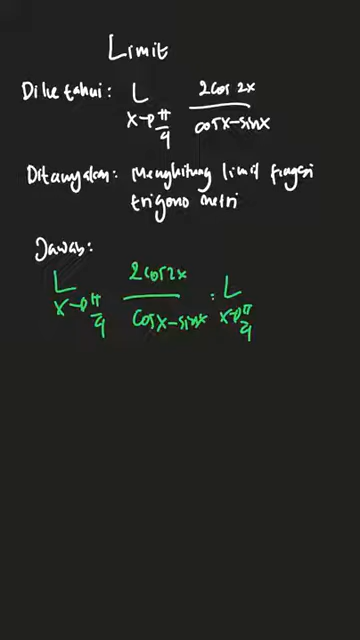 Limit
Diketahui: L x→π/4 2cos 2x / cosx-sinx
Ditanyakan: Menghitung limit fungsi
trigonometri
Jawab:
L x→π/4 2cos2x / cosx-sinx = L x→π/4